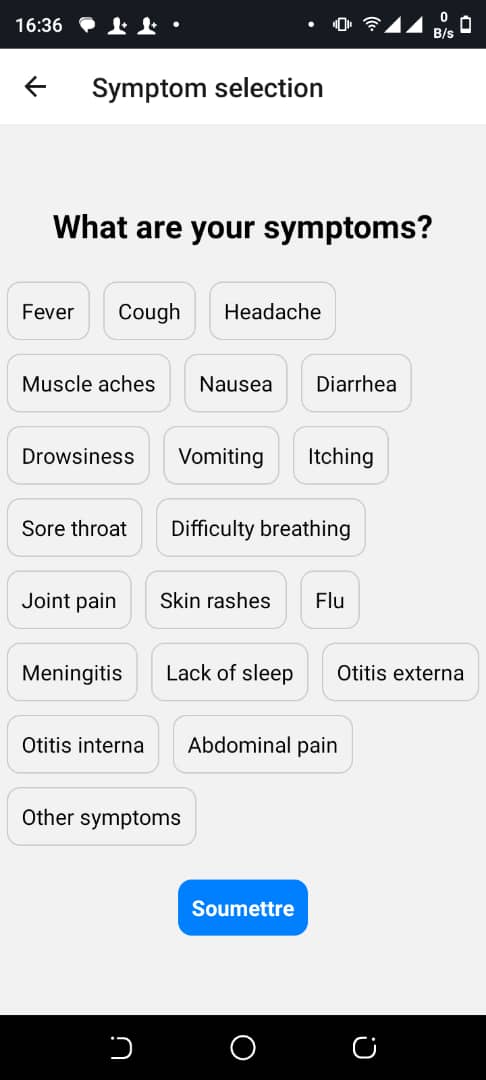 16:36 0 B/s
Symptom selection
What are your symptoms?
Fever Cough Headache
Muscle aches Nausea Diarrhea
Drowsiness Vomiting Itching
Sore throat Difficulty breathing
Joint pain Skin rashes Flu
Meningitis Lack of sleep Otitis externa
Otitis interna Abdominal pain
Other symptoms
Soumettre